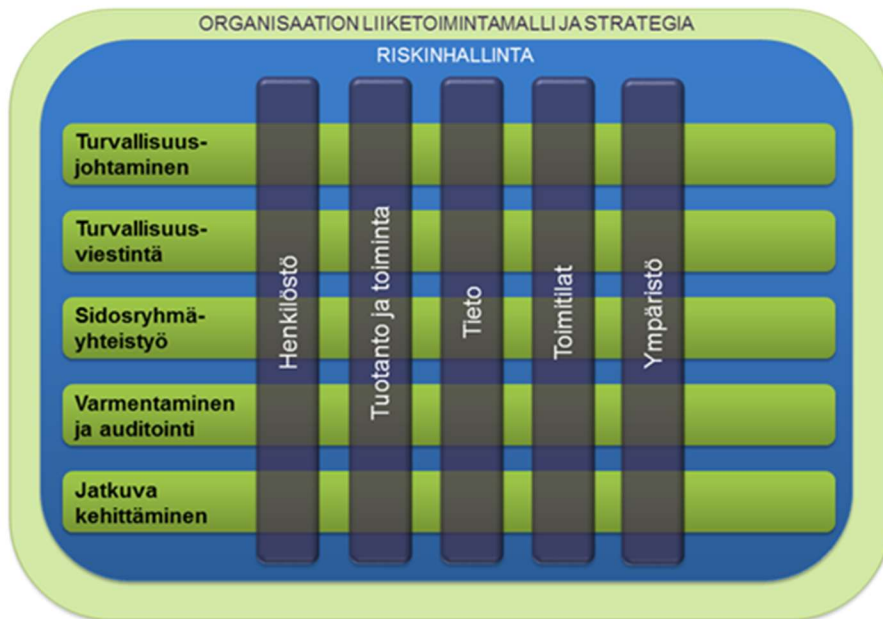 ORGANISAATION LIIKETOIMINTAMALLI JA STRATEGIA
RISKINHALLINTA
Turvallisuus-
johtaminen
Turvallisuus-
viestintä
Sidosryhmä-
yhteistyö
Varmentaminen
ja auditointi
Jatkuva
kehittäminen
Henkilöstö
Tuotanto ja toiminta
Tieto
Toimitilat
Ympäristö